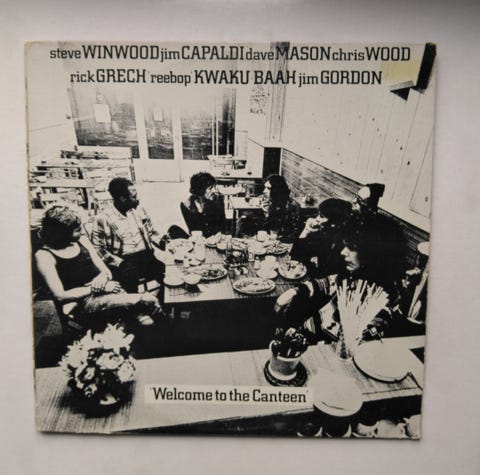 steve WINWOOD jim CAPALDI dave MASON chris WOOD
rick GRECH reebop KWAKU BAAH jim GORDON
'Welcome to the Canteen'